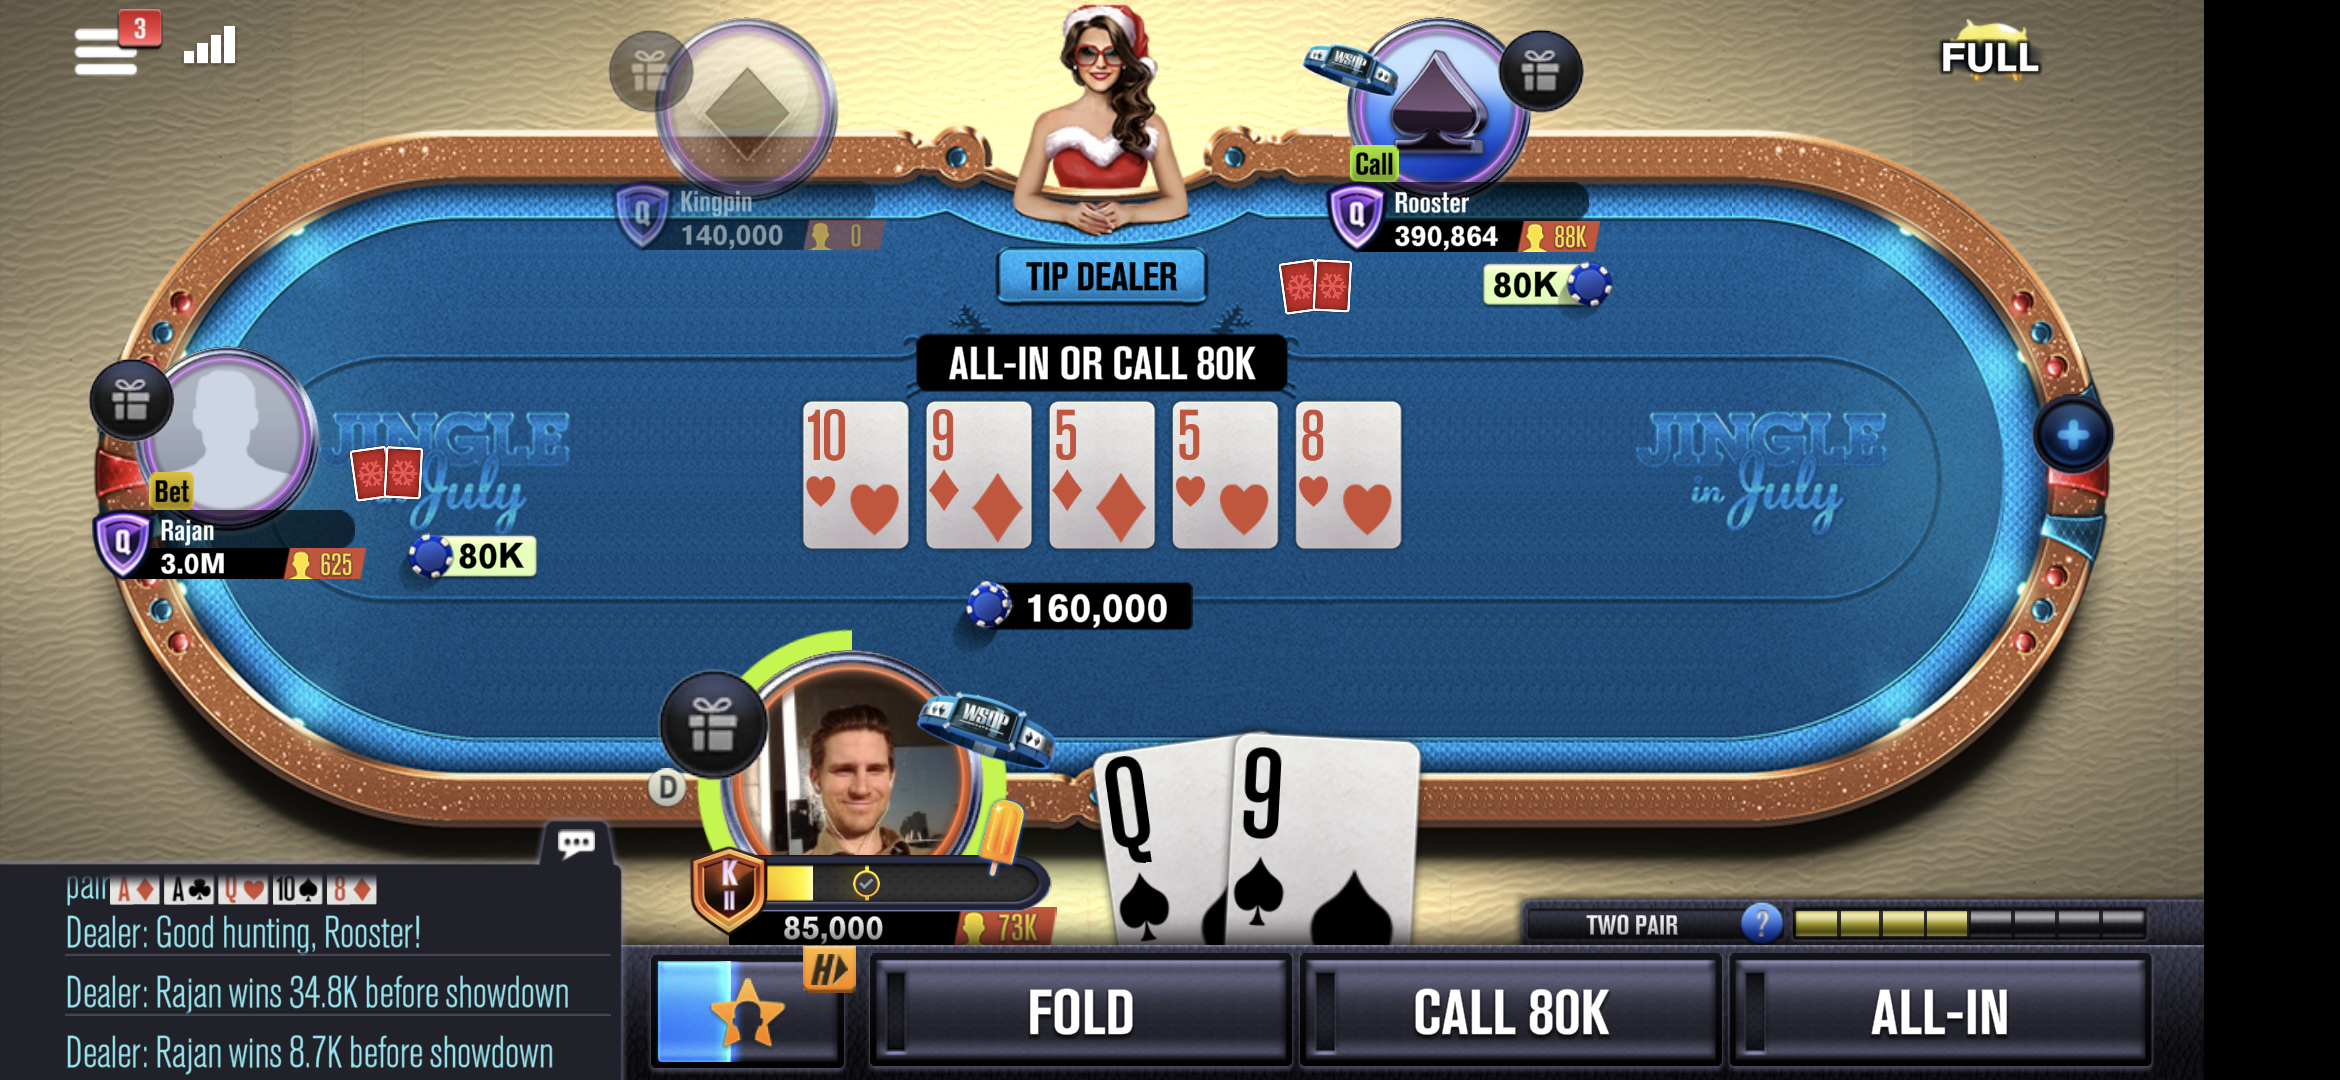 3
FULL
WSOP
Call
Kingpin
140,000 0
Q
Rooster
390,864 88K
Q
TIP DEALER
80K
ALL-IN OR CALL 80K
10 9 5 5 8
JINGLE
in July
JINGLE
in July
Bet
Q
Rajan
3.0M 625
80K
160,000
WSOP
D
Q 9
K
II
85,000 73K
pair A A Q 10 8
Dealer: Good hunting, Rooster!
Dealer: Rajan wins 34.8K before showdown
Dealer: Rajan wins 8.7K before showdown
TWO PAIR ?
H
FOLD
CALL 80K
ALL-IN